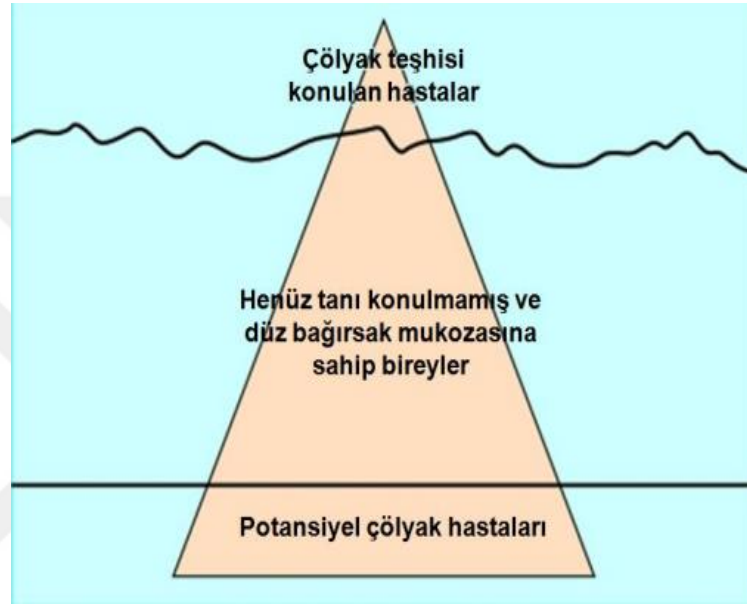 Çölyak teşhisi
konulan hastalar
Henüz tanı konulmamış ve
düz bağırsak mukozasına
sahip bireyler
Potansiyel çölyak hastaları